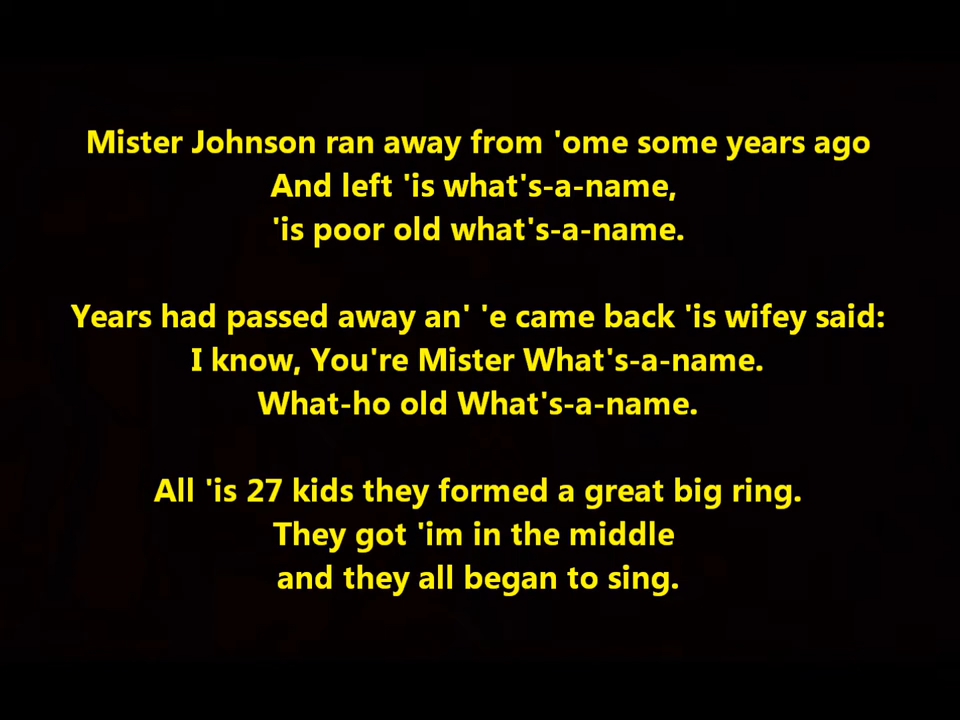 Mister Johnson ran away from 'ome some years ago
And left 'is what's-a-name,
'is poor old what's-a-name.
Years had passed away an' 'e came back 'is wifey said:
I know, You're Mister What's-a-name.
What-ho old What's-a-name.
All 'is 27 kids they formed a great big ring.
They got 'im in the middle
and they all began to sing.